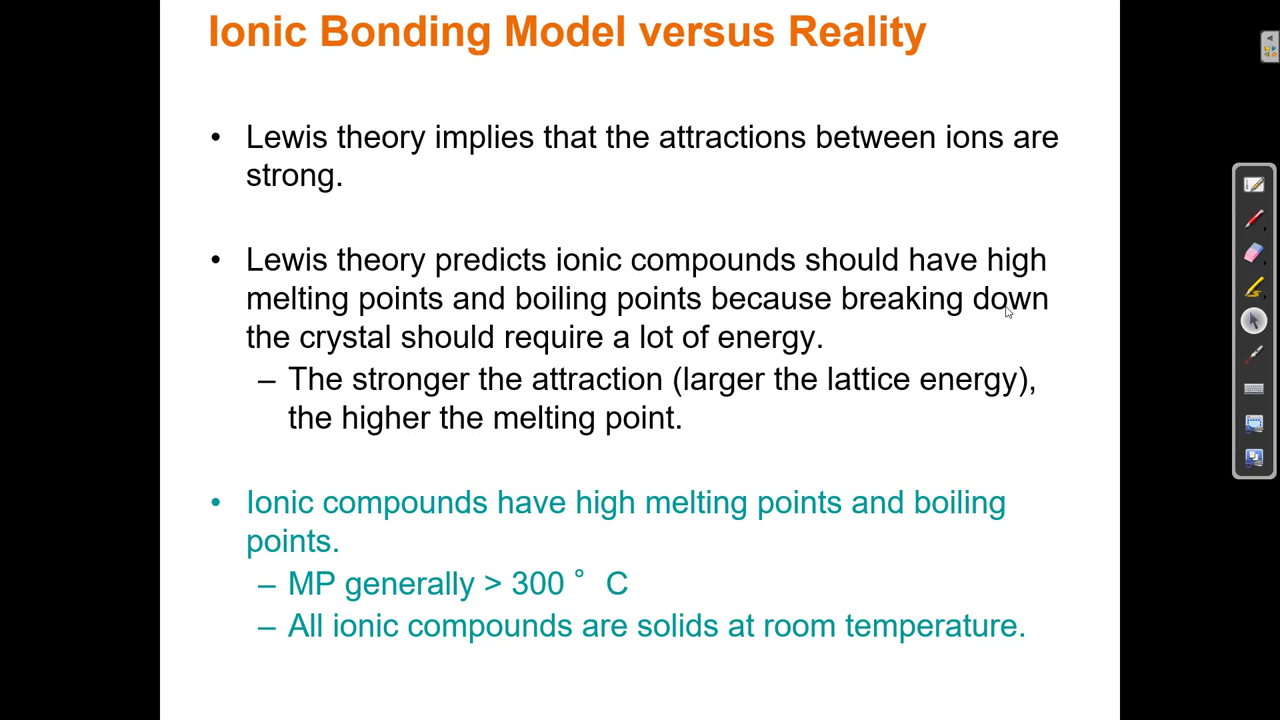 Ionic Bonding Model versus Reality
• Lewis theory implies that the attractions between ions are
strong.
• Lewis theory predicts ionic compounds should have high
melting points and boiling points because breaking down
the crystal should require a lot of energy.
– The stronger the attraction (larger the lattice energy),
the higher the melting point.
• Ionic compounds have high melting points and boiling
points.
– MP generally > 300 ° C
– All ionic compounds are solids at room temperature.